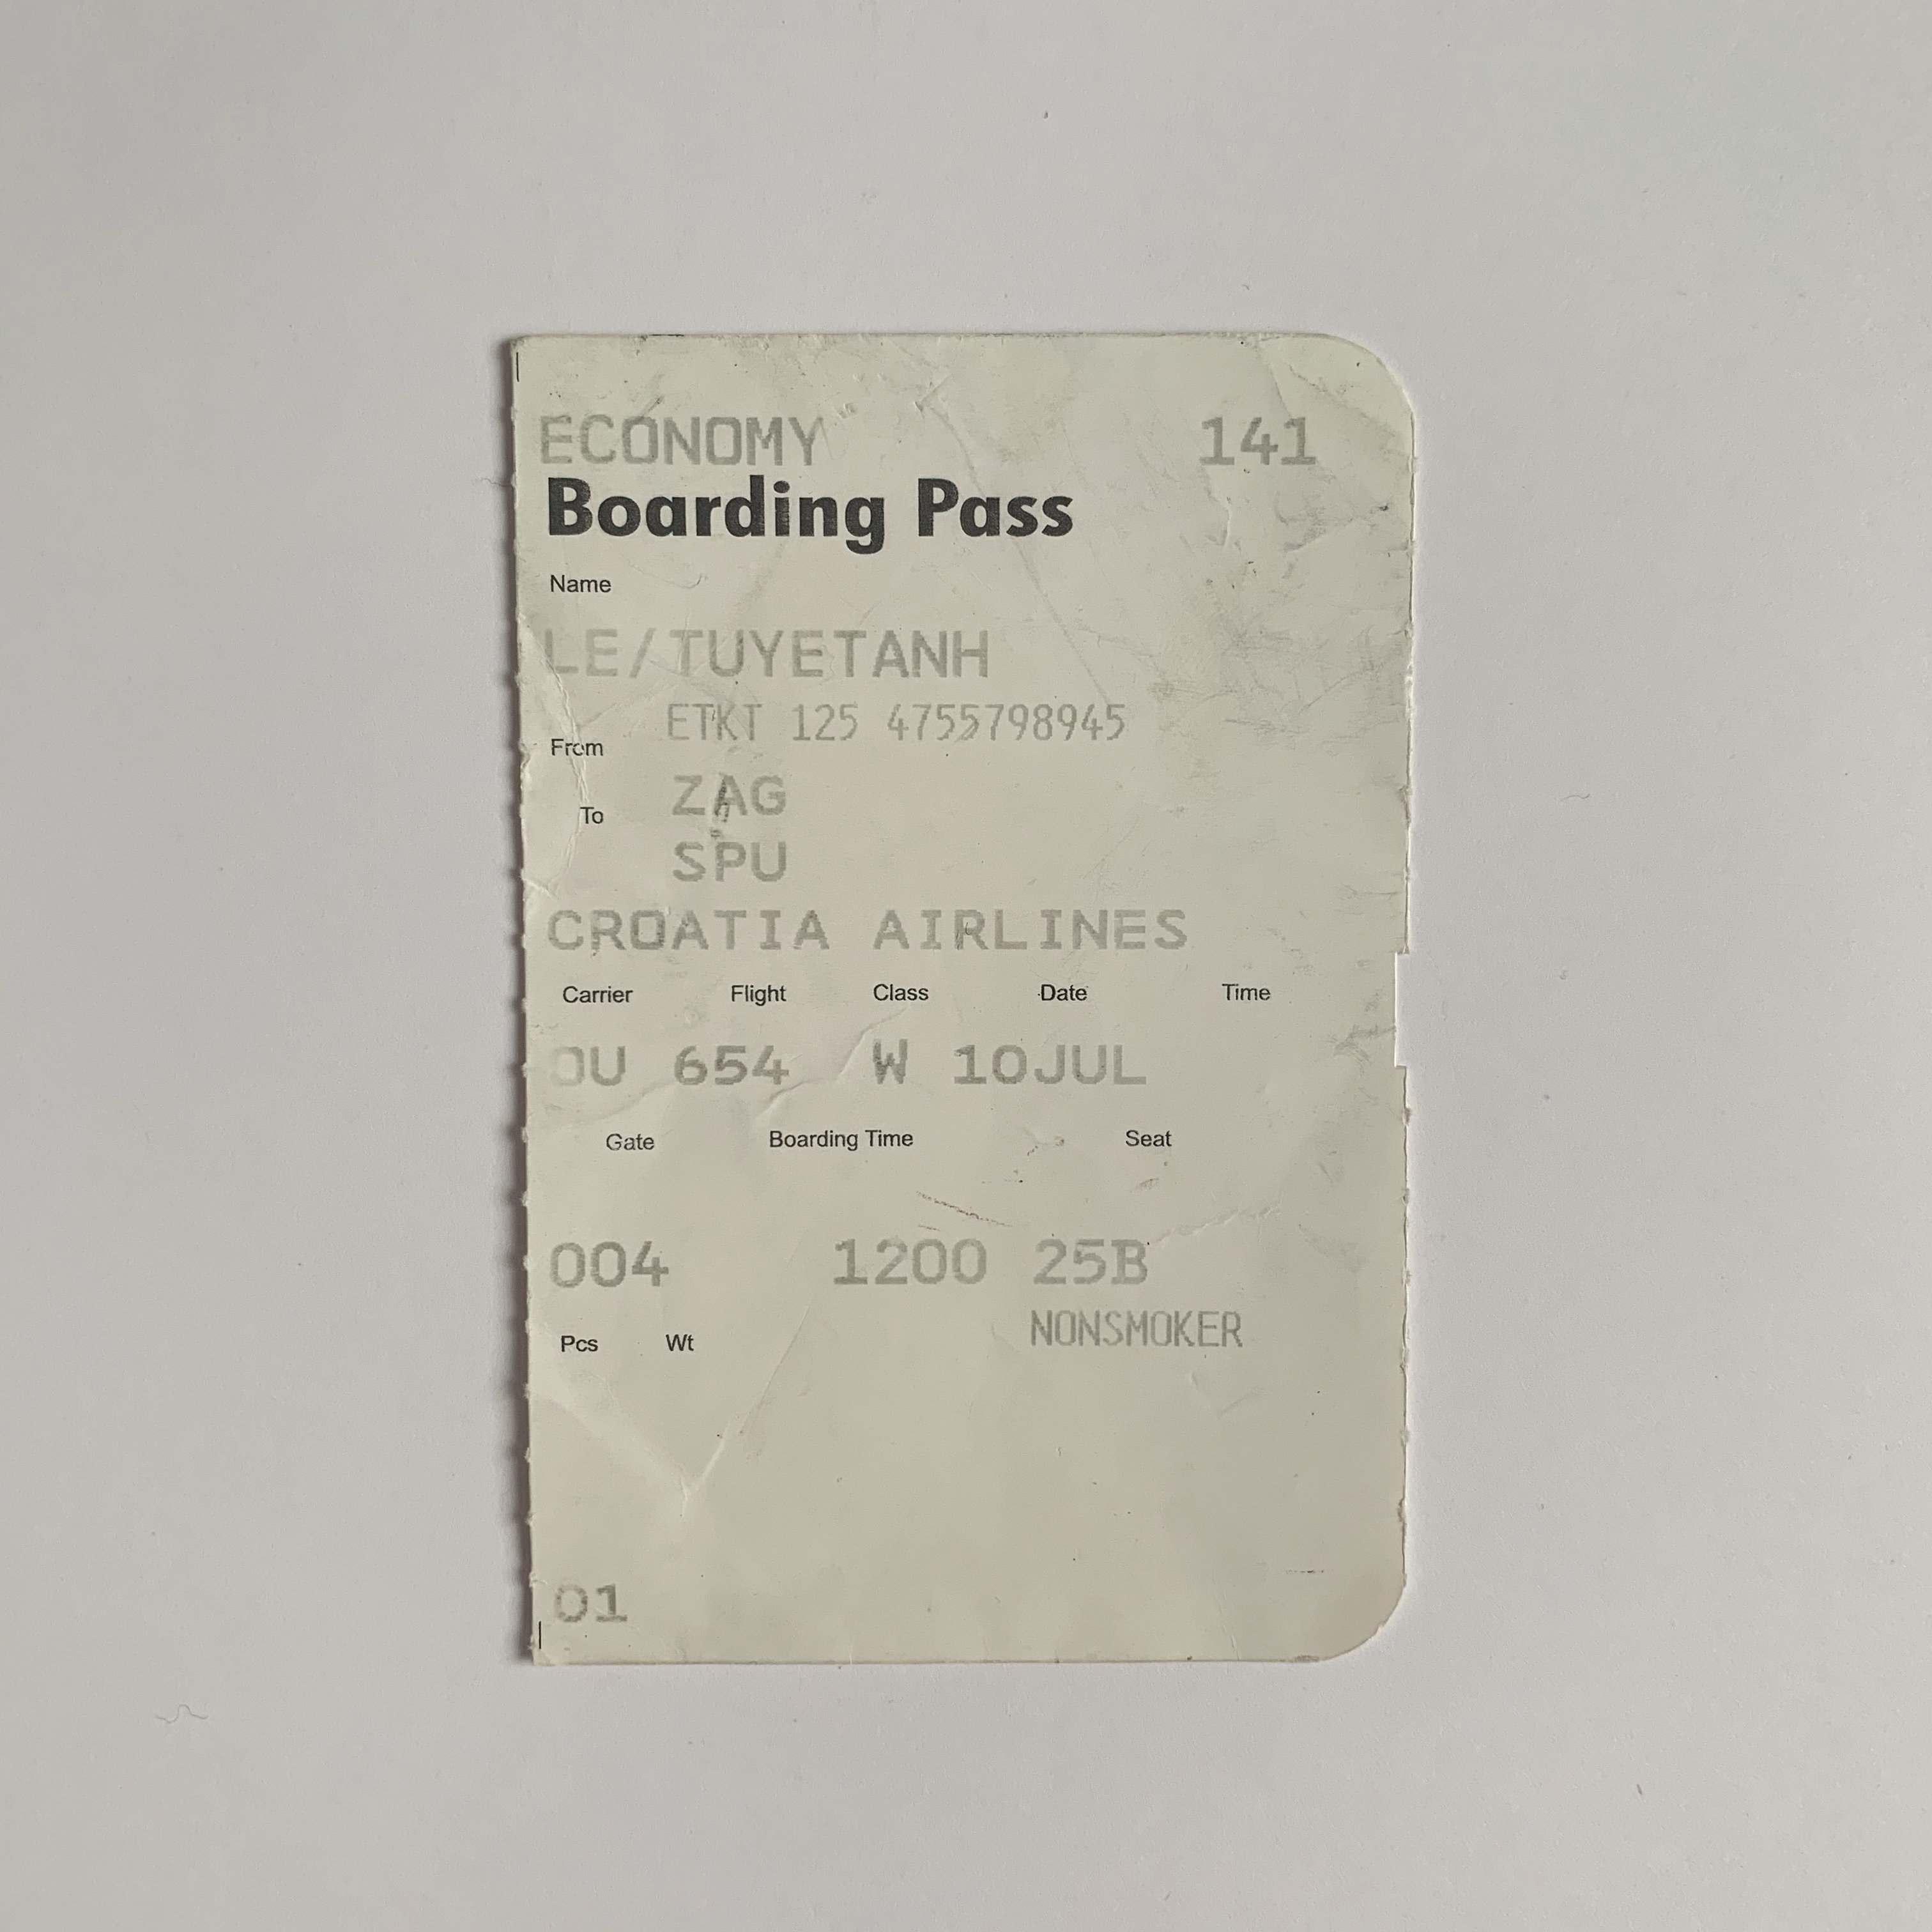 ECONOMY 141
Boarding Pass
Name
LE/TUYETANH
ETKT 125 4755798945
From
ZAG
To
SPU
CROATIA AIRLINES
Carrier Flight Class Date Time
OU 654 W 10JUL
Gate Boarding Time Seat
004 1200 25B
NONSMOKER
Pcs Wt
01